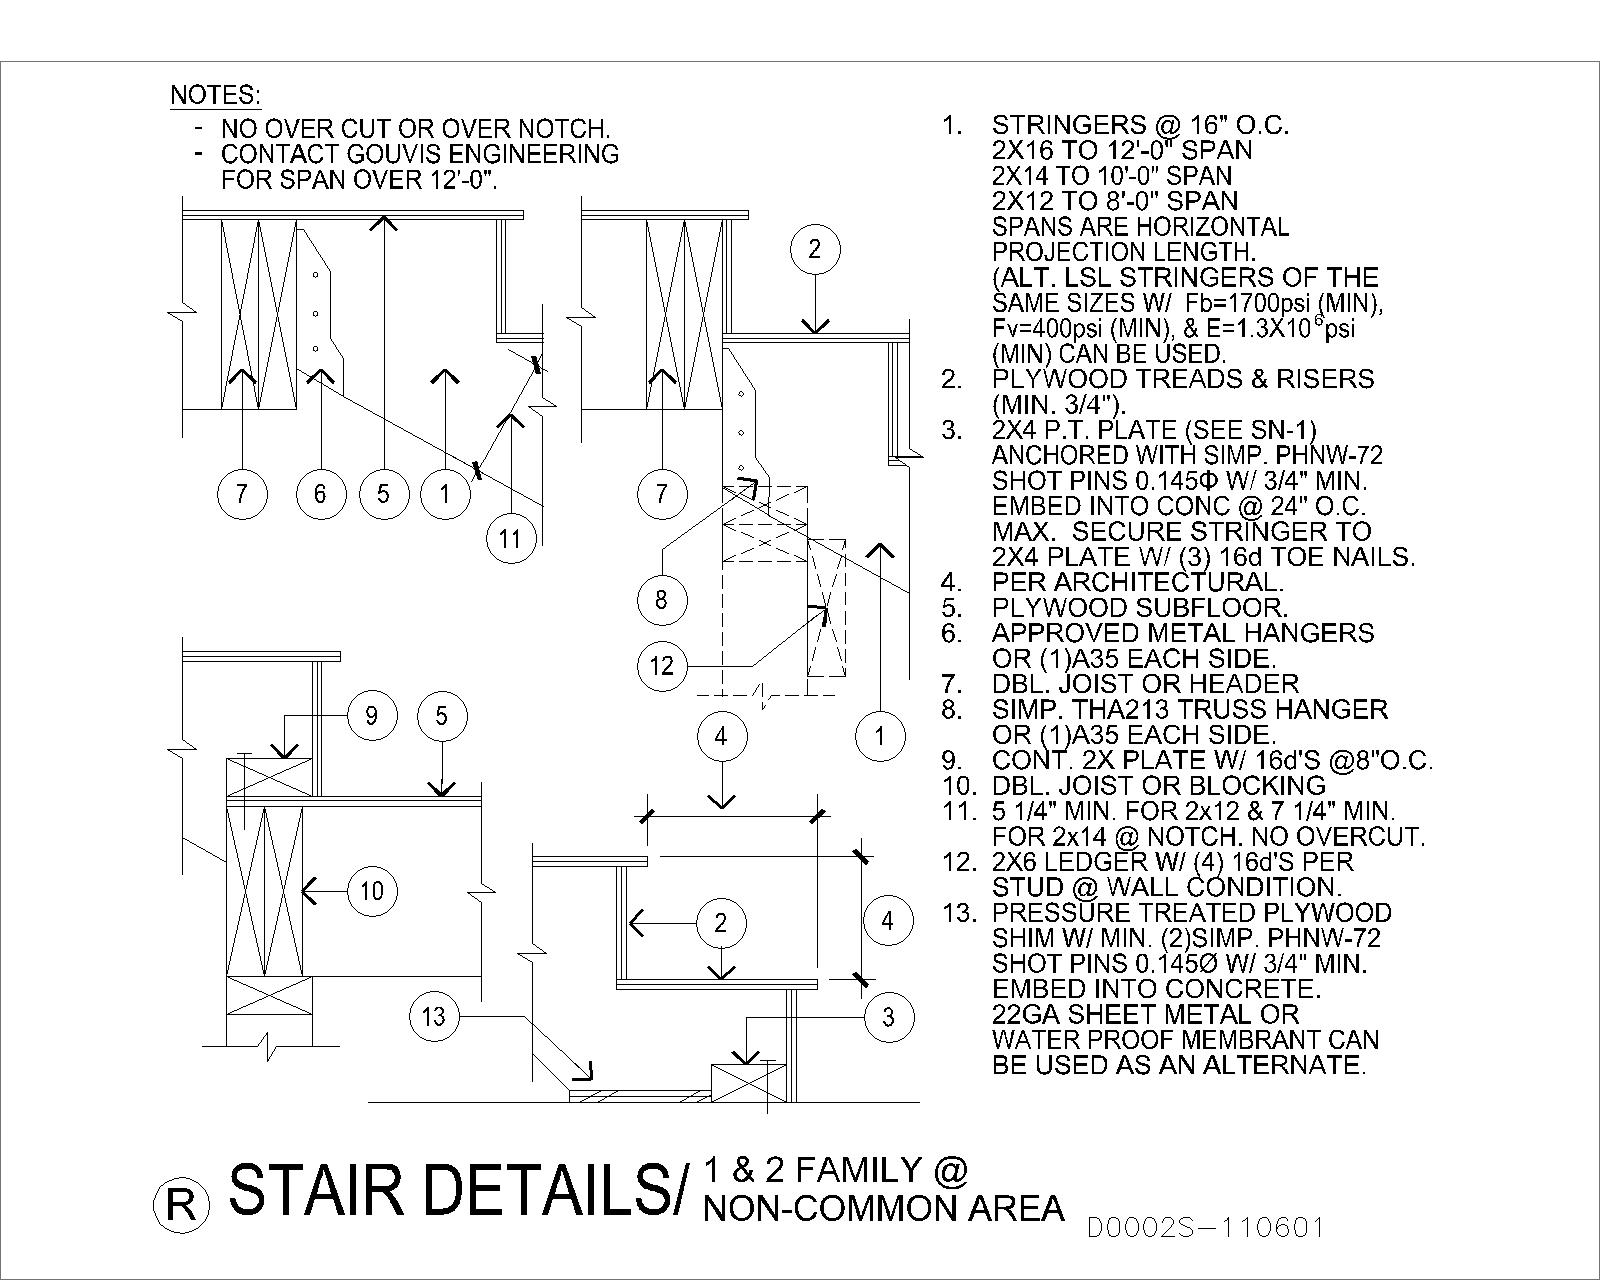 NOTES:
- NO OVER CUT OR OVER NOTCH.
- CONTACT GOUVIS ENGINEERING
FOR SPAN OVER 12'-0".
1. STRINGERS @ 16" O.C.
2X16 TO 12'-0" SPAN
2X14 TO 10'-0" SPAN
2X12 TO 8'-0" SPAN
SPANS ARE HORIZONTAL
PROJECTION LENGTH.
(ALT. LSL STRINGERS OF THE
SAME SIZES W/ Fb=1700psi (MIN),
Fv=400psi (MIN), & E=1.3X10⁶psi
(MIN) CAN BE USED.
2. PLYWOOD TREADS & RISERS
(MIN. 3/4").
3. 2X4 P.T. PLATE (SEE SN-1)
ANCHORED WITH SIMP. PHNW-72
SHOT PINS 0.145Φ W/ 3/4" MIN.
EMBED INTO CONC @ 24" O.C.
MAX. SECURE STRINGER TO
2X4 PLATE W/ (3) 16d TOE NAILS.
4. PER ARCHITECTURAL.
5. PLYWOOD SUBFLOOR.
6. APPROVED METAL HANGERS
OR (1)A35 EACH SIDE.
7. DBL. JOIST OR HEADER
8. SIMP. THA213 TRUSS HANGER
OR (1)A35 EACH SIDE.
9. CONT. 2X PLATE W/ 16d'S @8"O.C.
10. DBL. JOIST OR BLOCKING
11. 5 1/4" MIN. FOR 2x12 & 7 1/4" MIN.
FOR 2x14 @ NOTCH. NO OVERCUT.
12. 2X6 LEDGER W/ (4) 16d'S PER
STUD @ WALL CONDITION.
13. PRESSURE TREATED PLYWOOD
SHIM W/ MIN. (2)SIMP. PHNW-72
SHOT PINS 0.145Ø W/ 3/4" MIN.
EMBED INTO CONCRETE.
22GA SHEET METAL OR
WATER PROOF MEMBRANT CAN
BE USED AS AN ALTERNATE.
2
7 6 5 1
11
7
8
12
1
9 5
4
10
2
4
13
3
R STAIR DETAILS/ 1 & 2 FAMILY @
NON-COMMON AREA
D0002S-110601